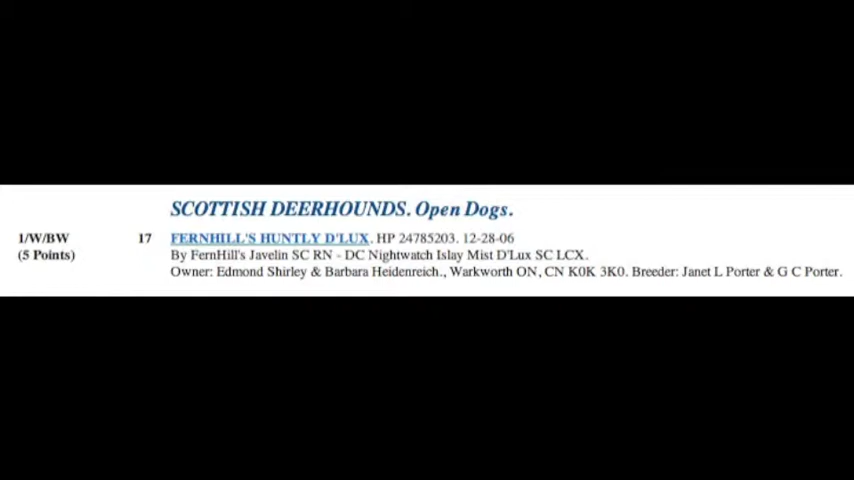 SCOTTISH DEERHOUNDS. Open Dogs.
1/W/BW 17 FERNHILL'S HUNTLY D'LUX. HP 24785203. 12-28-06
(5 Points) By FernHill's Javelin SC RN - DC Nightwatch Islay Mist D'Lux SC LCX.
Owner: Edmond Shirley & Barbara Heidenreich., Warkworth ON, CN K0K 3K0. Breeder: Janet L Porter & G C Porter.